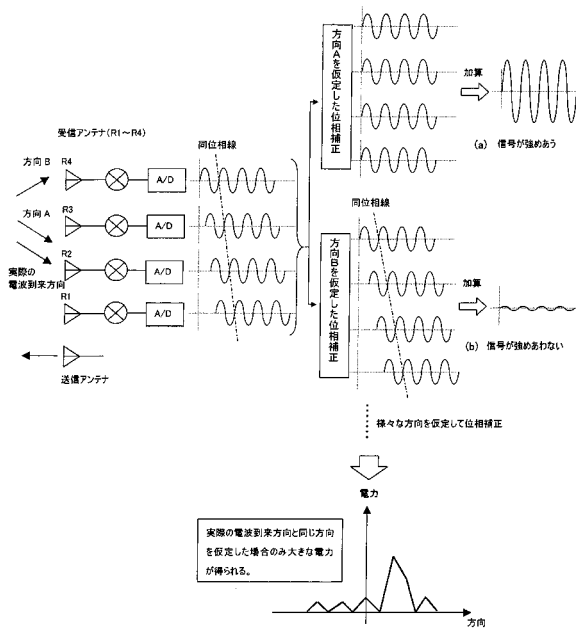 受信アンテナ(R1～R4)
方向 B
R4
A/D
方向 A
R3
A/D
実際の
電波到来方向
R2
A/D
R1
A/D
送信アンテナ
同位相線
方向Aを仮定した位相補正
加算
(a) 信号が強めあう
方向Bを仮定した位相補正
同位相線
加算
(b) 信号が強めあわない
様々な方向を仮定して位相補正
電力
実際の電波到来方向と同じ方向
を仮定した場合のみ大きな電力
が得られる。
方向